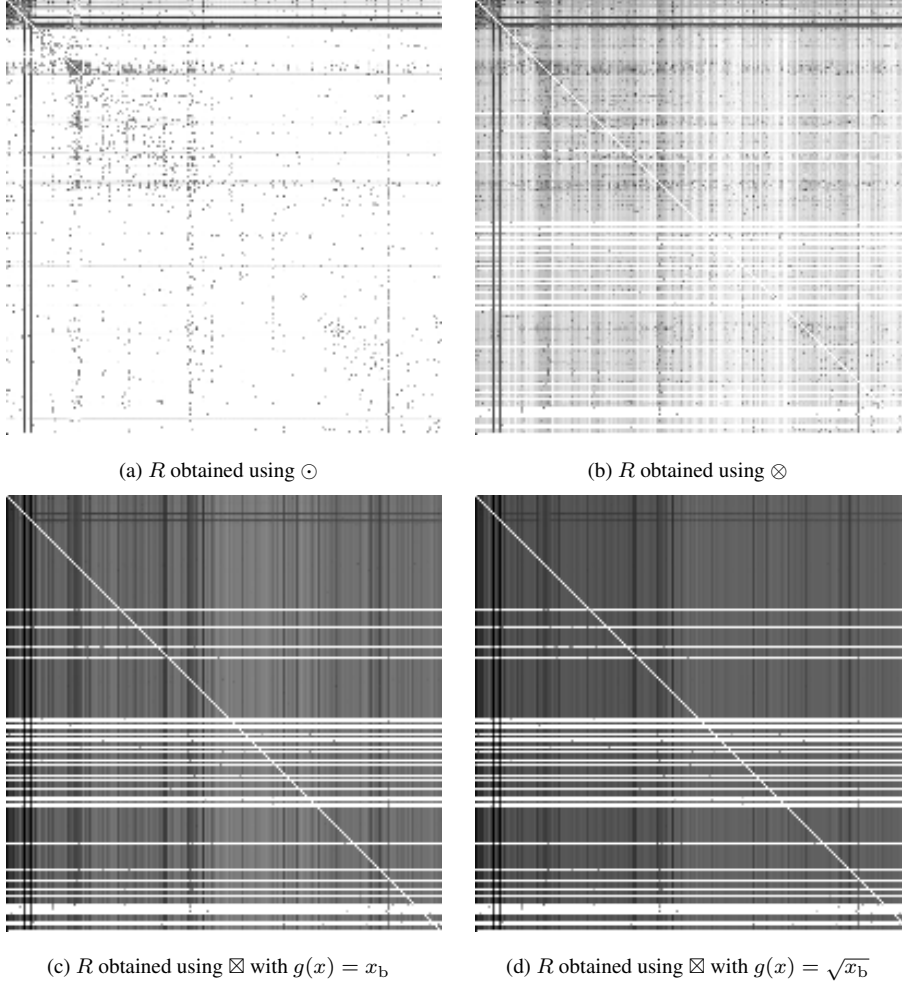 (a) R obtained using ⊙
(b) R obtained using ⊗
(c) R obtained using ⊠ with g(x) = x_b
(d) R obtained using ⊠ with g(x) = √x_b